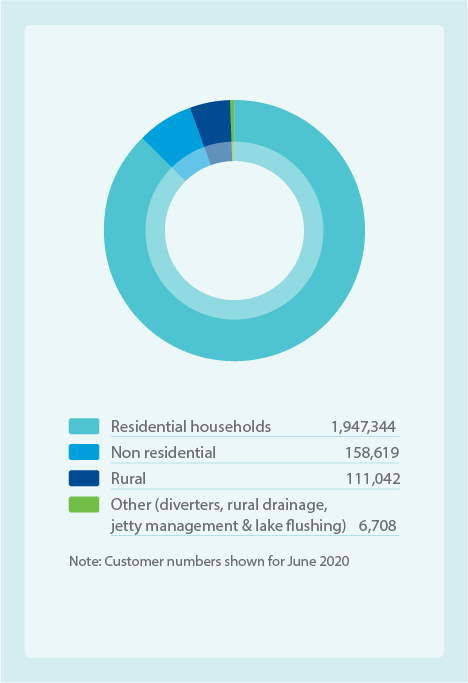 Residential households 1,947,344
Non residential 158,619
Rural 111,042
Other (diverters, rural drainage,
jetty management & lake flushing) 6,708
Note: Customer numbers shown for June 2020